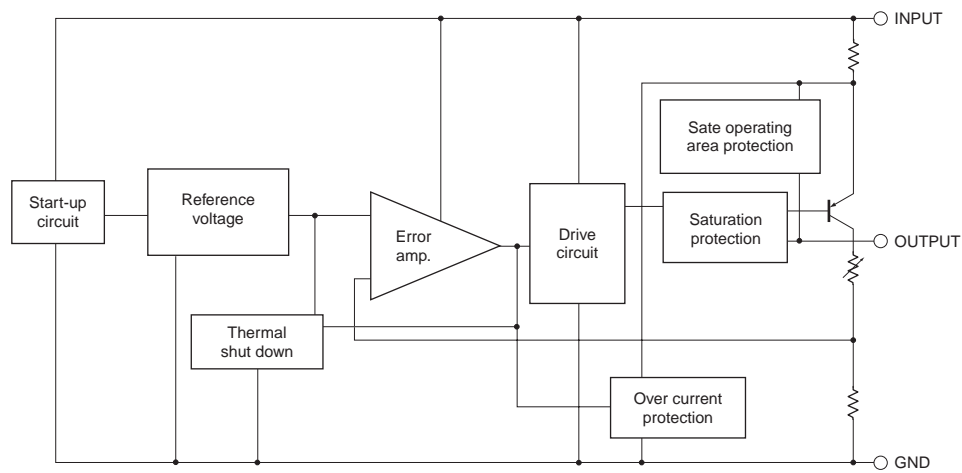 INPUT
Sate operating
area protection
Start-up
circuit
Reference
voltage
Error
amp.
Drive
circuit
Saturation
protection
OUTPUT
Thermal
shut down
Over current
protection
GND